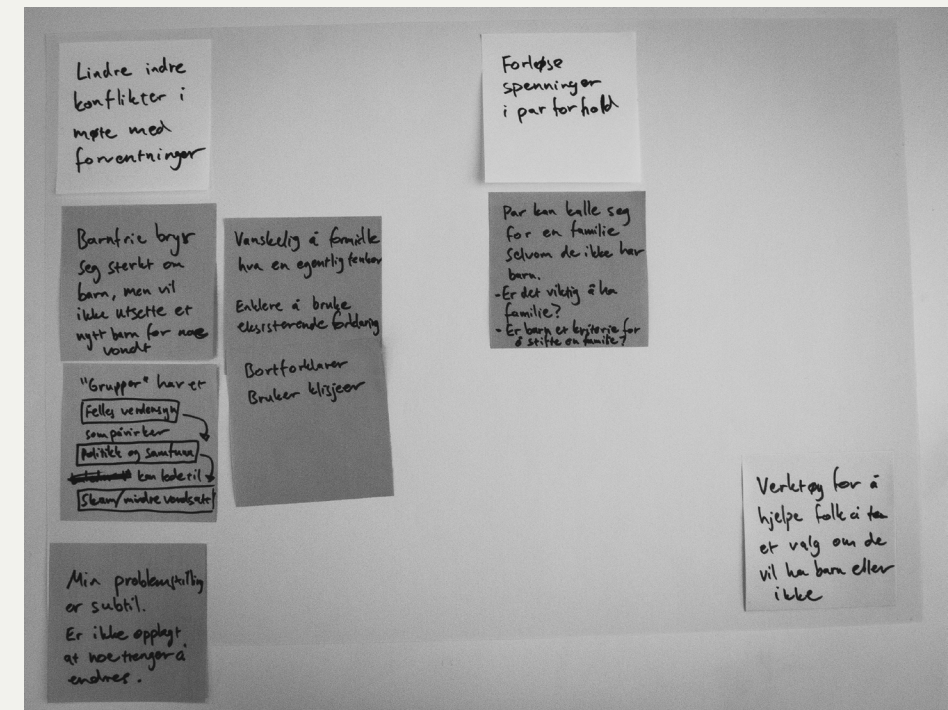 Lindre indre
konflikter i
møte med
forventninger
Forløse
spenninger
i parforhold
Barnfrie bryr
seg sterkt om
barn, men vil
ikke utsette et
nytt barn for noe
vondt
Vanskelig å formidle
hva en egentlig tenker
Enklere å bruke
eksisterende forklaring
Bortforklarer
Bruker klisjeer
Par kan kalle seg
for en familie
selvom de ikke har
barn.
-Er det viktig å ha
familie?
- Er barn et kriterie for
å stifte en familie?
"Grupper" har et
Felles verdensyn
som påvirker
Politikk og samfunn
kan lede til
Skam/mindre verdsatt
Min problemstilling
er subtil.
Er ikke opplagt
at noe trenger å
endres.
Verktøy for å
hjelpe folk å ta
et valg om de
vil ha barn eller
ikke